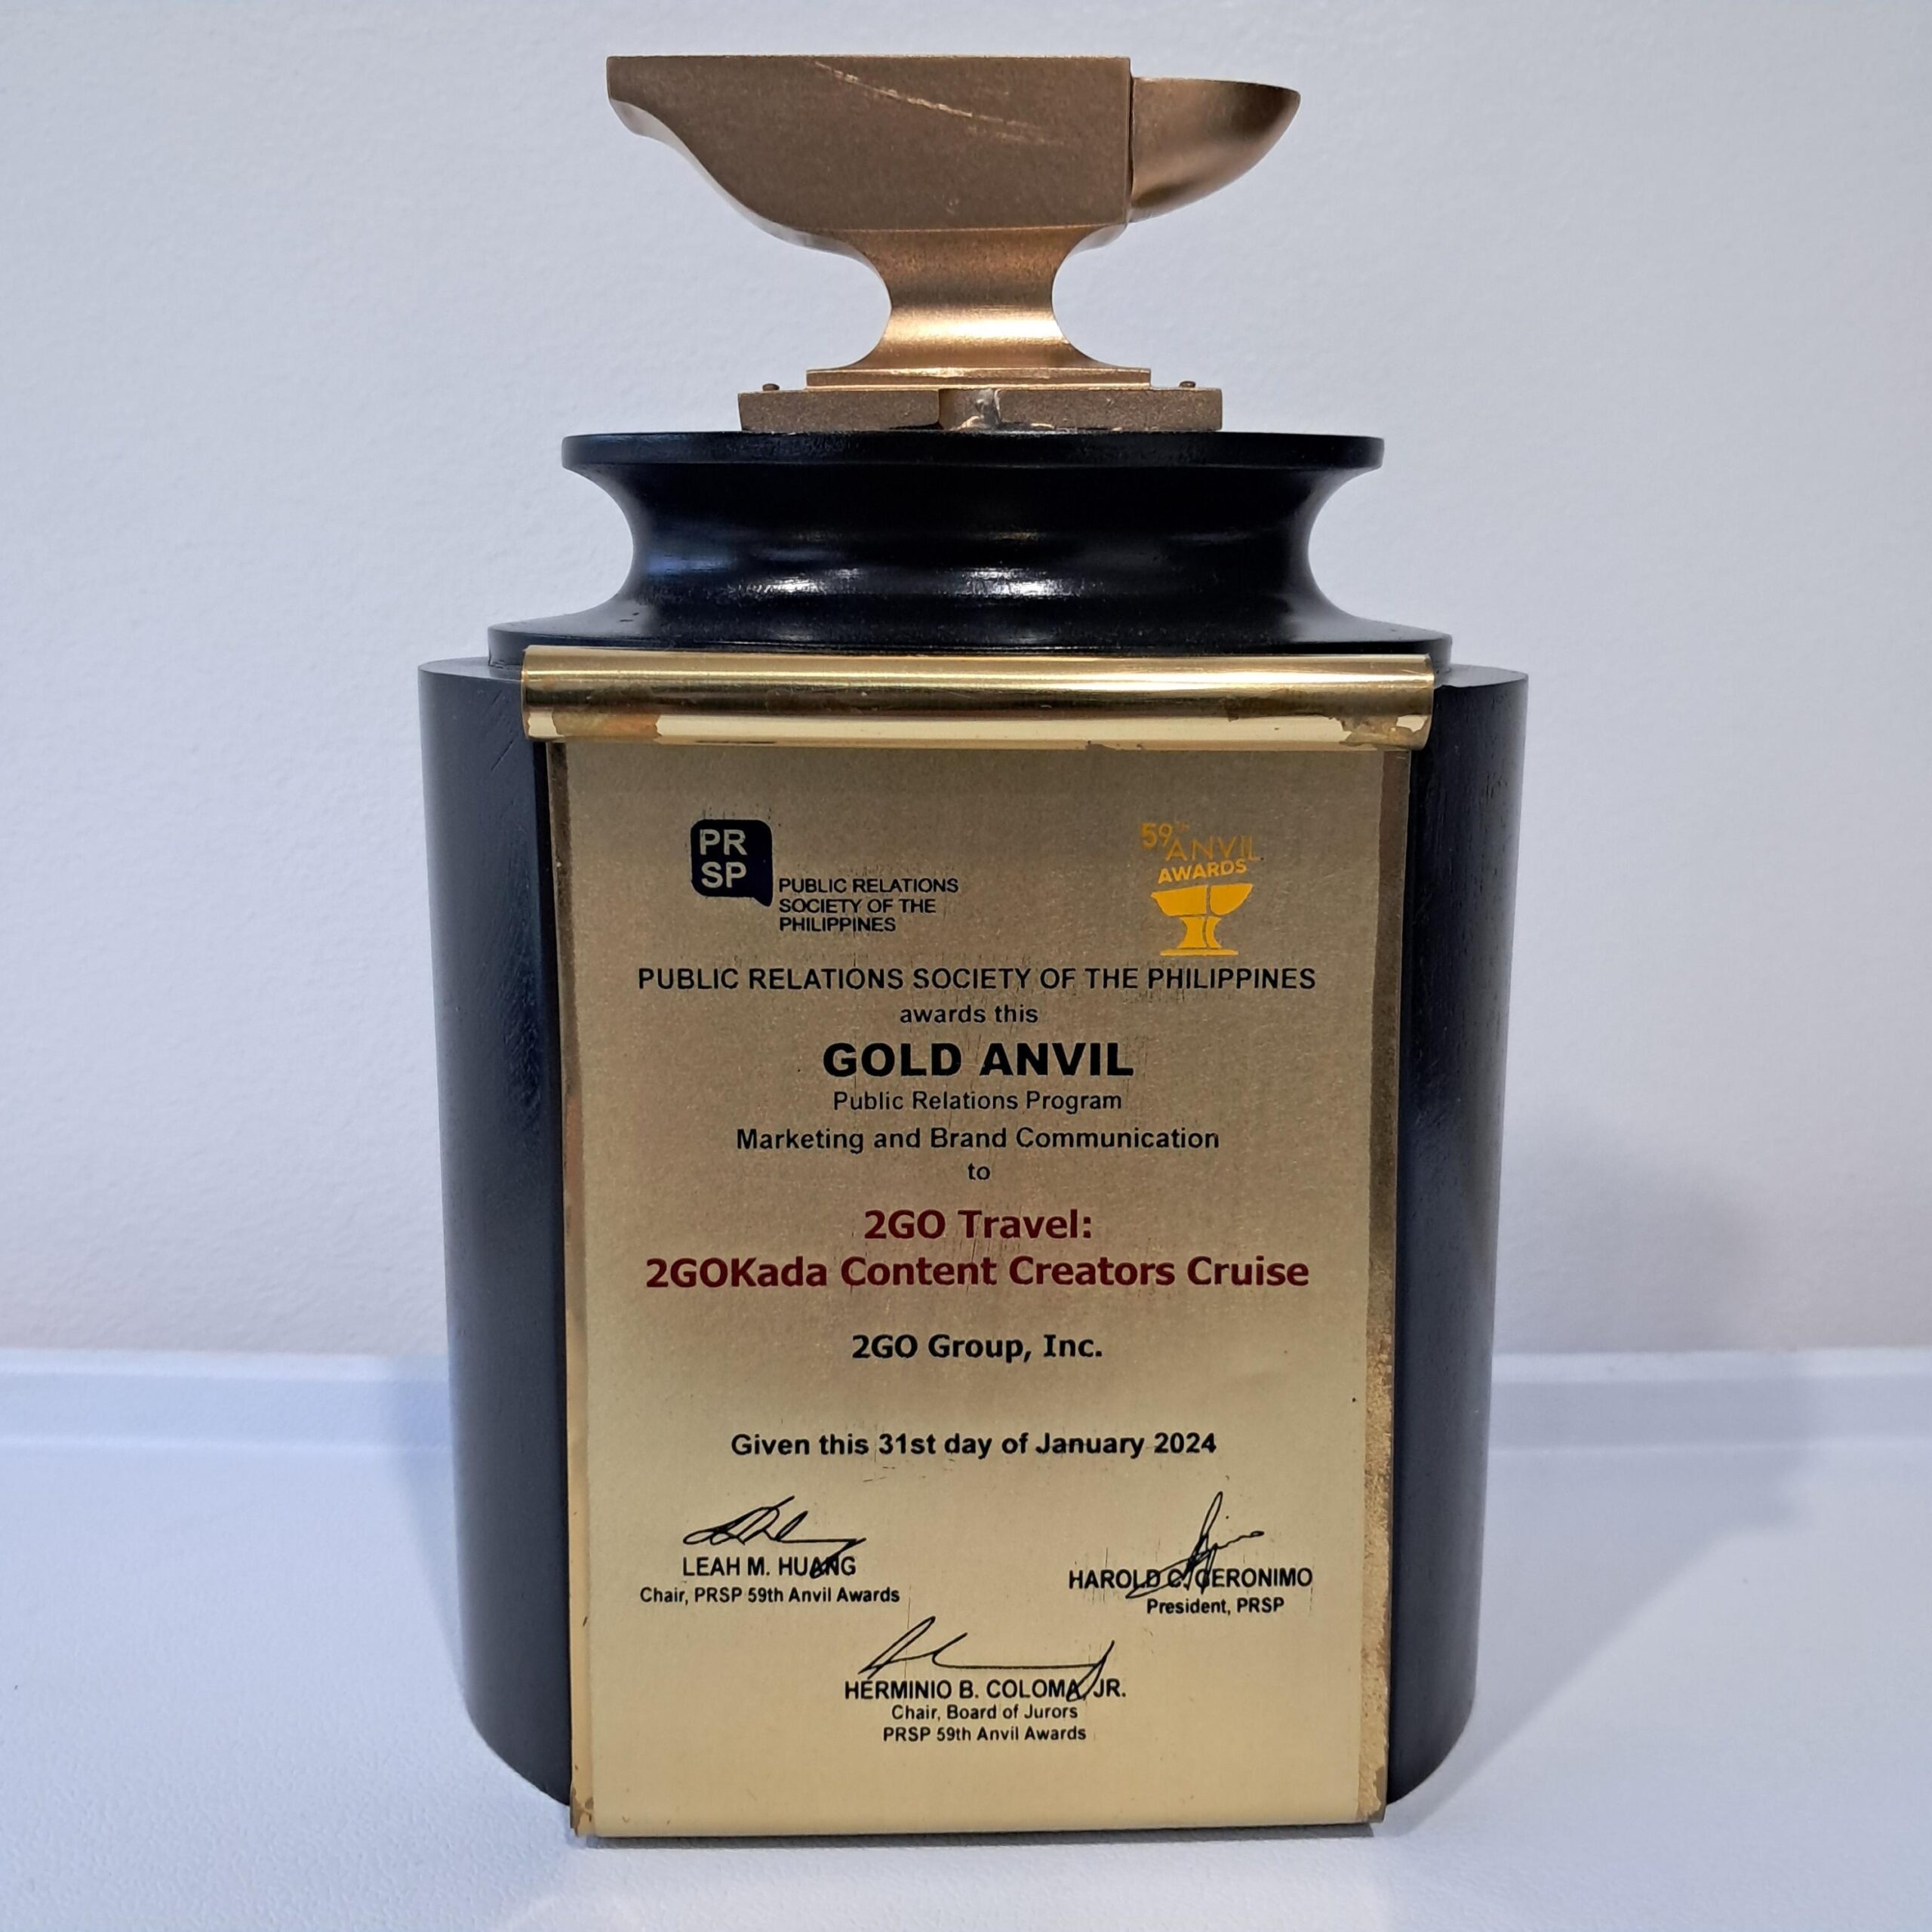 PR
SP
PUBLIC RELATIONS
SOCIETY OF THE
PHILIPPINES
59TH
ANVIL
AWARDS
PUBLIC RELATIONS SOCIETY OF THE PHILIPPINES
awards this
GOLD ANVIL
Public Relations Program
Marketing and Brand Communication
to
2GO Travel:
2GOKada Content Creators Cruise
2GO Group, Inc.
Given this 31st day of January 2024
LEAH M. HUANG
Chair, PRSP 59th Anvil Awards
HAROLD C. GERONIMO
President, PRSP
HERMINIO B. COLOMA, JR.
Chair, Board of Jurors
PRSP 59th Anvil Awards